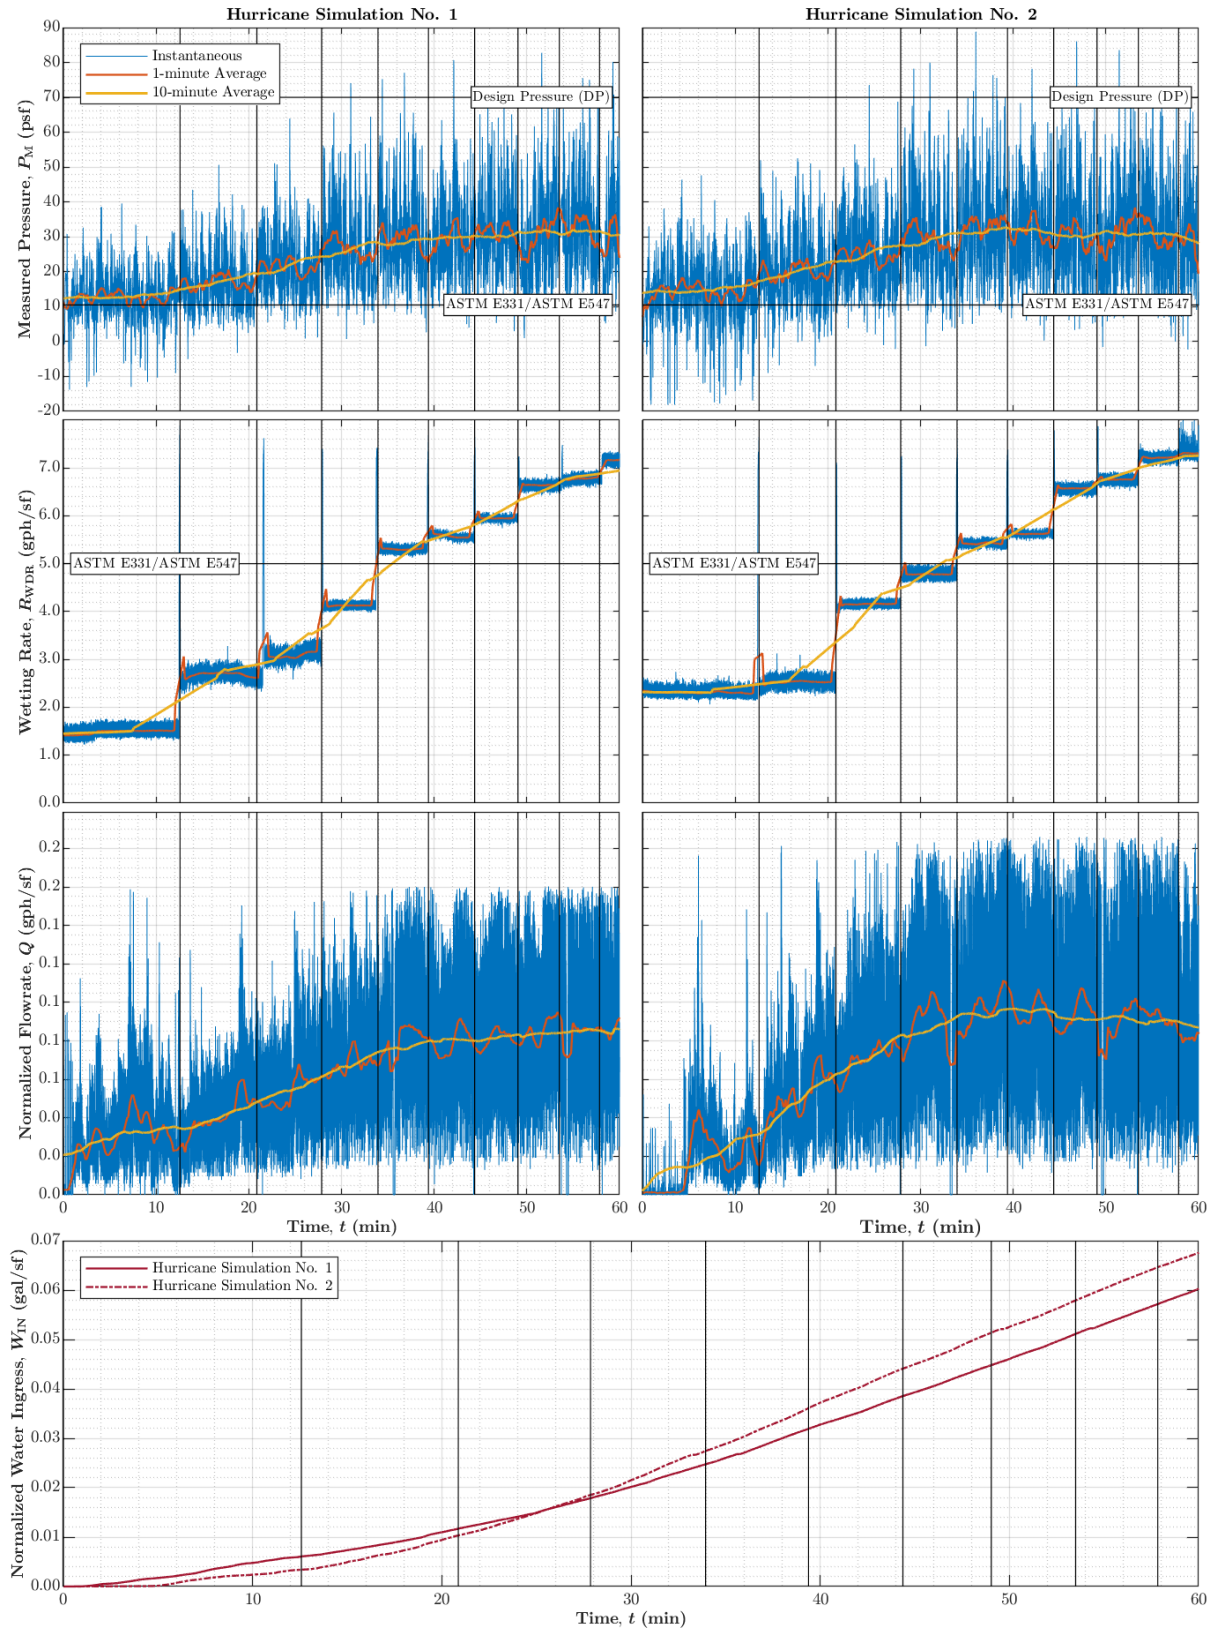 Hurricane Simulation No. 1
Hurricane Simulation No. 2
Measured Pressure, P_M (psf)
90
80
70
60
50
40
30
20
10
0
-10
-20
Instantaneous
1-minute Average
10-minute Average
Design Pressure (DP)
ASTM E331/ASTM E547
Design Pressure (DP)
ASTM E331/ASTM E547
Wetting Rate, R_WDR (gph/sf)
7.0
6.0
5.0
4.0
3.0
2.0
1.0
0.0
ASTM E331/ASTM E547
ASTM E331/ASTM E547
Normalized Flowrate, Q (gph/sf)
0.2
0.2
0.1
0.1
0.1
0.1
0.1
0.0
0.0
0.0
0 10 20 30 40 50 60
Time, t (min)
0 10 20 30 40 50 60
Time, t (min)
Normalized Water Ingress, W_IN (gal/sf)
0.07
0.06
0.05
0.04
0.03
0.02
0.01
0.00
Hurricane Simulation No. 1
Hurricane Simulation No. 2
0 10 20 30 40 50 60
Time, t (min)